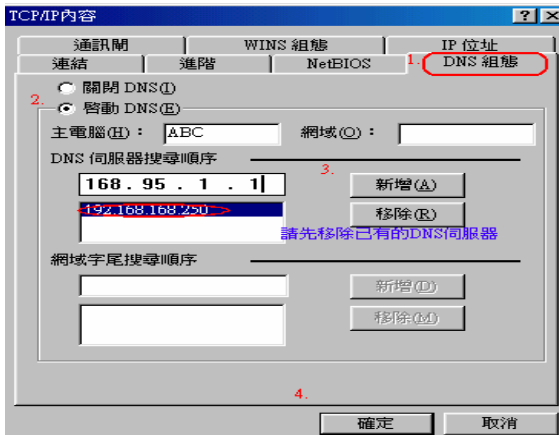 TCP/IP內容
通訊閘 WINS 組態 IP 位址
連結 進階 NetBIOS 1. DNS 組態
關閉 DNS(I)
2. 啓動 DNS(E)
主電腦(H)： ABC 網域(O)：
DNS 伺服器搜尋順序
3.
168 . 95 . 1 . 1 新增(A)
192.168.168.250 移除(R)
請先移除已有的DNS伺服器
網域字尾搜尋順序
新增(D)
移除(M)
4.
確定 取消